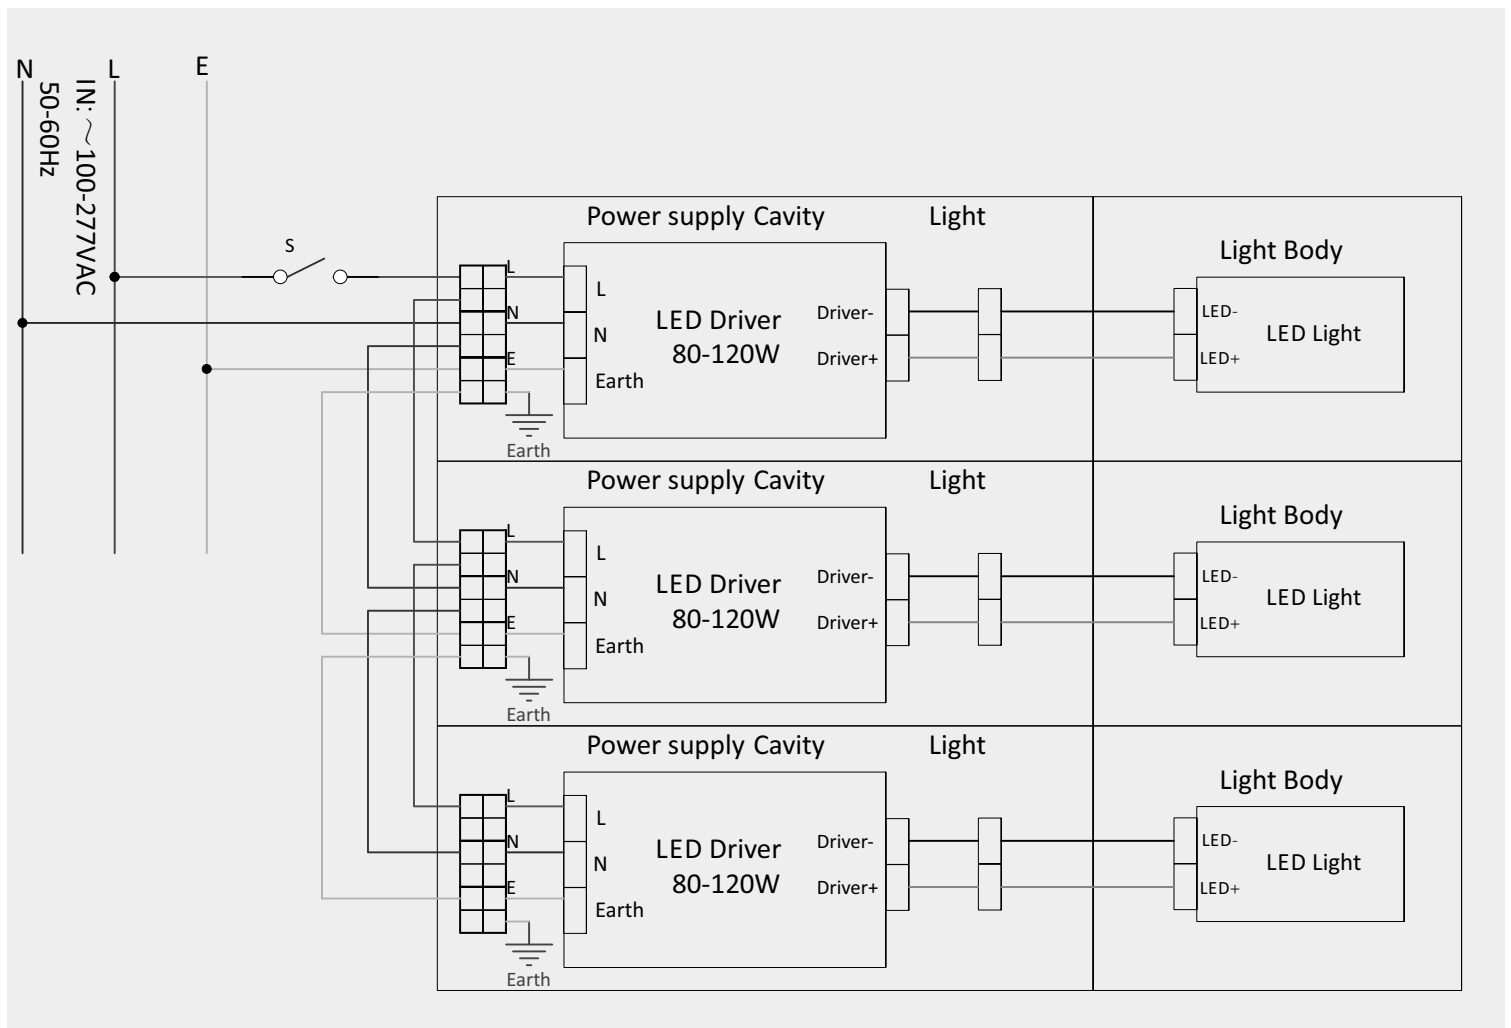 N
L
E
IN: ～100-277VAC
50-60Hz
S
Power supply Cavity
Light
Light Body
L
N
E
L
N
Earth
LED Driver
80-120W
Driver-
Driver+
LED-
LED+
LED Light
Earth
Power supply Cavity
Light
Light Body
L
N
E
L
N
Earth
LED Driver
80-120W
Driver-
Driver+
LED-
LED+
LED Light
Earth
Power supply Cavity
Light
Light Body
L
N
E
L
N
Earth
LED Driver
80-120W
Driver-
Driver+
LED-
LED+
LED Light
Earth